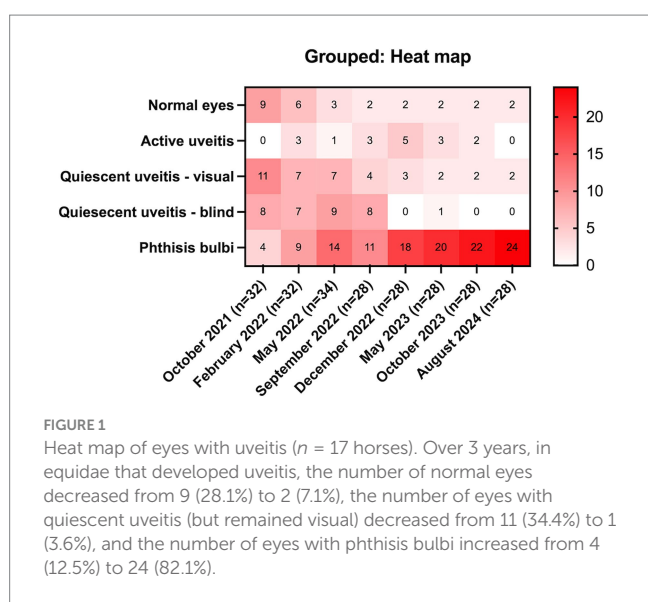 Grouped: Heat map
Normal eyes 9 6 3 2 2 2 2 2
Active uveitis 0 3 1 3 5 3 2 0
Quiescent uveitis - visual 11 7 7 4 3 2 2 2
Quiesecent uveitis - blind 8 7 9 8 0 1 0 0
Phthisis bulbi 4 9 14 11 18 20 22 24
20
15
10
5
0
October 2021 (n=32)
February 2022 (n=32)
May 2022 (n=34)
September 2022 (n=28)
December 2022 (n=28)
May 2023 (n=28)
October 2023 (n=28)
August 2024 (n=28)
FIGURE 1
Heat map of eyes with uveitis (n = 17 horses). Over 3 years, in
equidae that developed uveitis, the number of normal eyes
decreased from 9 (28.1%) to 2 (7.1%), the number of eyes with
quiescent uveitis (but remained visual) decreased from 11 (34.4%) to 1
(3.6%), and the number of eyes with phthisis bulbi increased from 4
(12.5%) to 24 (82.1%).